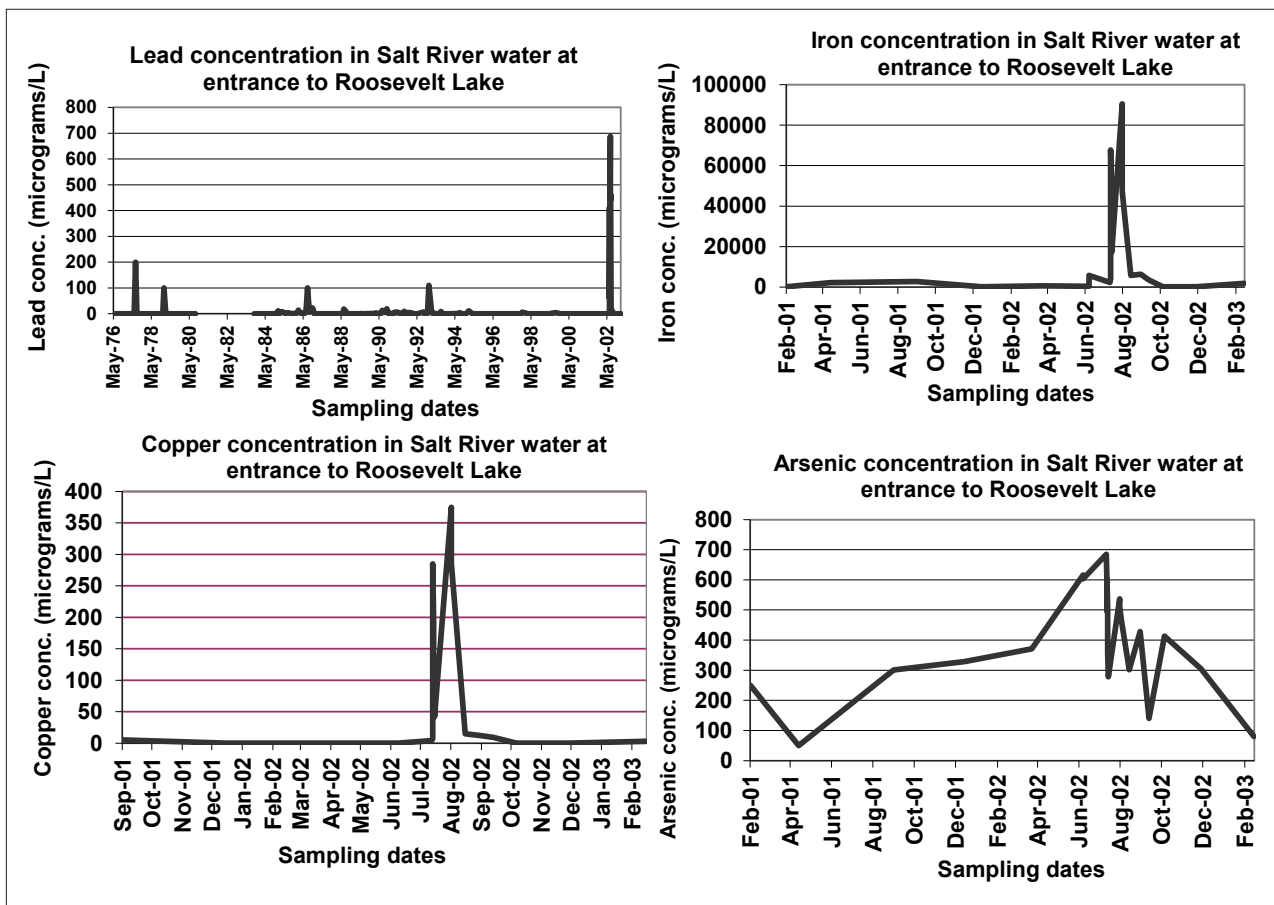 Lead concentration in Salt River water at
entrance to Roosevelt Lake
Lead conc. (micrograms/L)
800
700
600
500
400
300
200
100
0
May-76
May-78
May-80
May-82
May-84
May-86
May-88
May-90
May-92
May-94
May-96
May-98
May-00
May-02
Sampling dates
Iron concentration in Salt River water at
entrance to Roosevelt Lake
Iron conc. (micrograms/L)
100000
80000
60000
40000
20000
0
Feb-01
Apr-01
Jun-01
Aug-01
Oct-01
Dec-01
Feb-02
Apr-02
Jun-02
Aug-02
Oct-02
Dec-02
Feb-03
Sampling dates
Copper concentration in Salt River water at
entrance to Roosevelt Lake
Copper conc. (micrograms/L)
400
350
300
250
200
150
100
50
0
Sep-01
Oct-01
Nov-01
Dec-01
Jan-02
Feb-02
Mar-02
Apr-02
May-02
Jun-02
Jul-02
Aug-02
Sep-02
Oct-02
Nov-02
Dec-02
Jan-03
Feb-03
Sampling dates
Arsenic concentration in Salt River water at
entrance to Roosevelt Lake
Arsenic conc. (micrograms/L)
800
700
600
500
400
300
200
100
0
Feb-01
Apr-01
Jun-01
Aug-01
Oct-01
Dec-01
Feb-02
Apr-02
Jun-02
Aug-02
Oct-02
Dec-02
Feb-03
Sampling dates